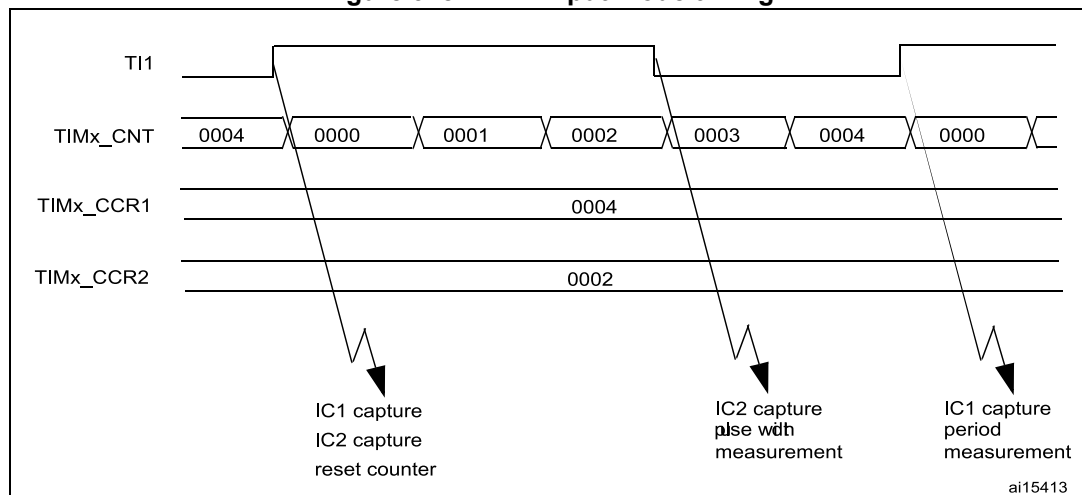 TI1
TIMx_CNT 0004 0000 0001 0002 0003 0004 0000
TIMx_CCR1 0004
TIMx_CCR2 0002
IC1 capture
IC2 capture
reset counter
IC2 capture
measurement
IC1 capture
period
measurement
ai15413